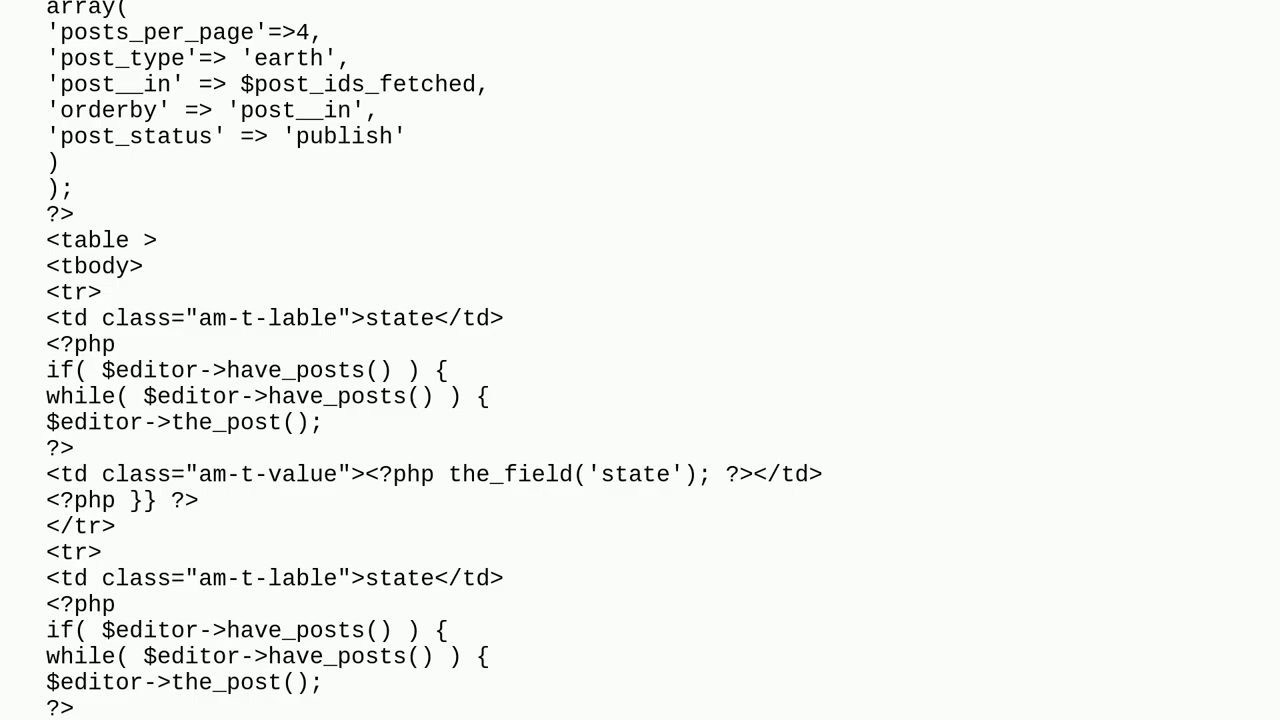 array(
'posts_per_page'=>4,
'post_type'=> 'earth',
'post__in' => $post_ids_fetched,
'orderby' => 'post__in',
'post_status' => 'publish'
)
);
?>
<table >
<tbody>
<tr>
<td class="am-t-lable">state</td>
<?php
if( $editor->have_posts() ) {
while( $editor->have_posts() ) {
$editor->the_post();
?>
<td class="am-t-value"><?php the_field('state'); ?></td>
<?php }} ?>
</tr>
<tr>
<td class="am-t-lable">state</td>
<?php
if( $editor->have_posts() ) {
while( $editor->have_posts() ) {
$editor->the_post();
?>